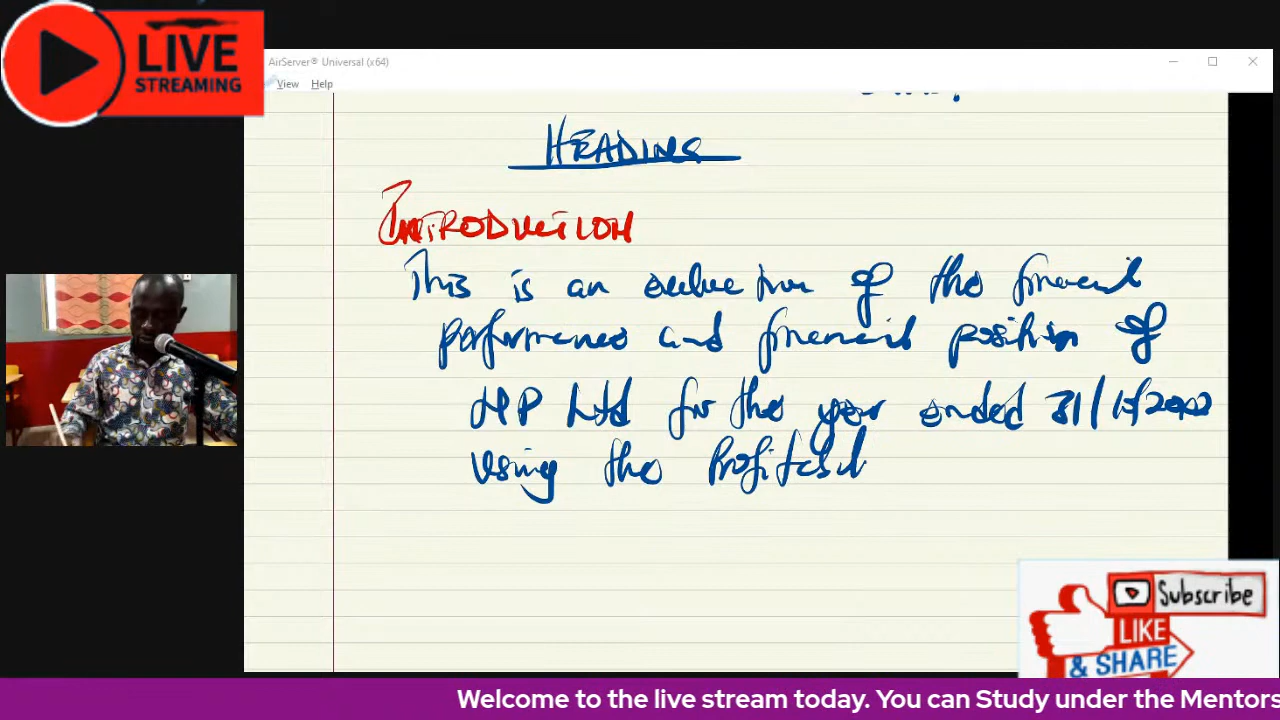 LIVE
STREAMING
AirServer® Universal (x64)
View Help
HEADING
INTRODUCTION
This is an evaluation of the financial
performance and financial position of
Ltd for the year ended
using the Profitabil
Subscribe
LIKE
& SHARE
Welcome to the live stream today. You can Study under the Mentors